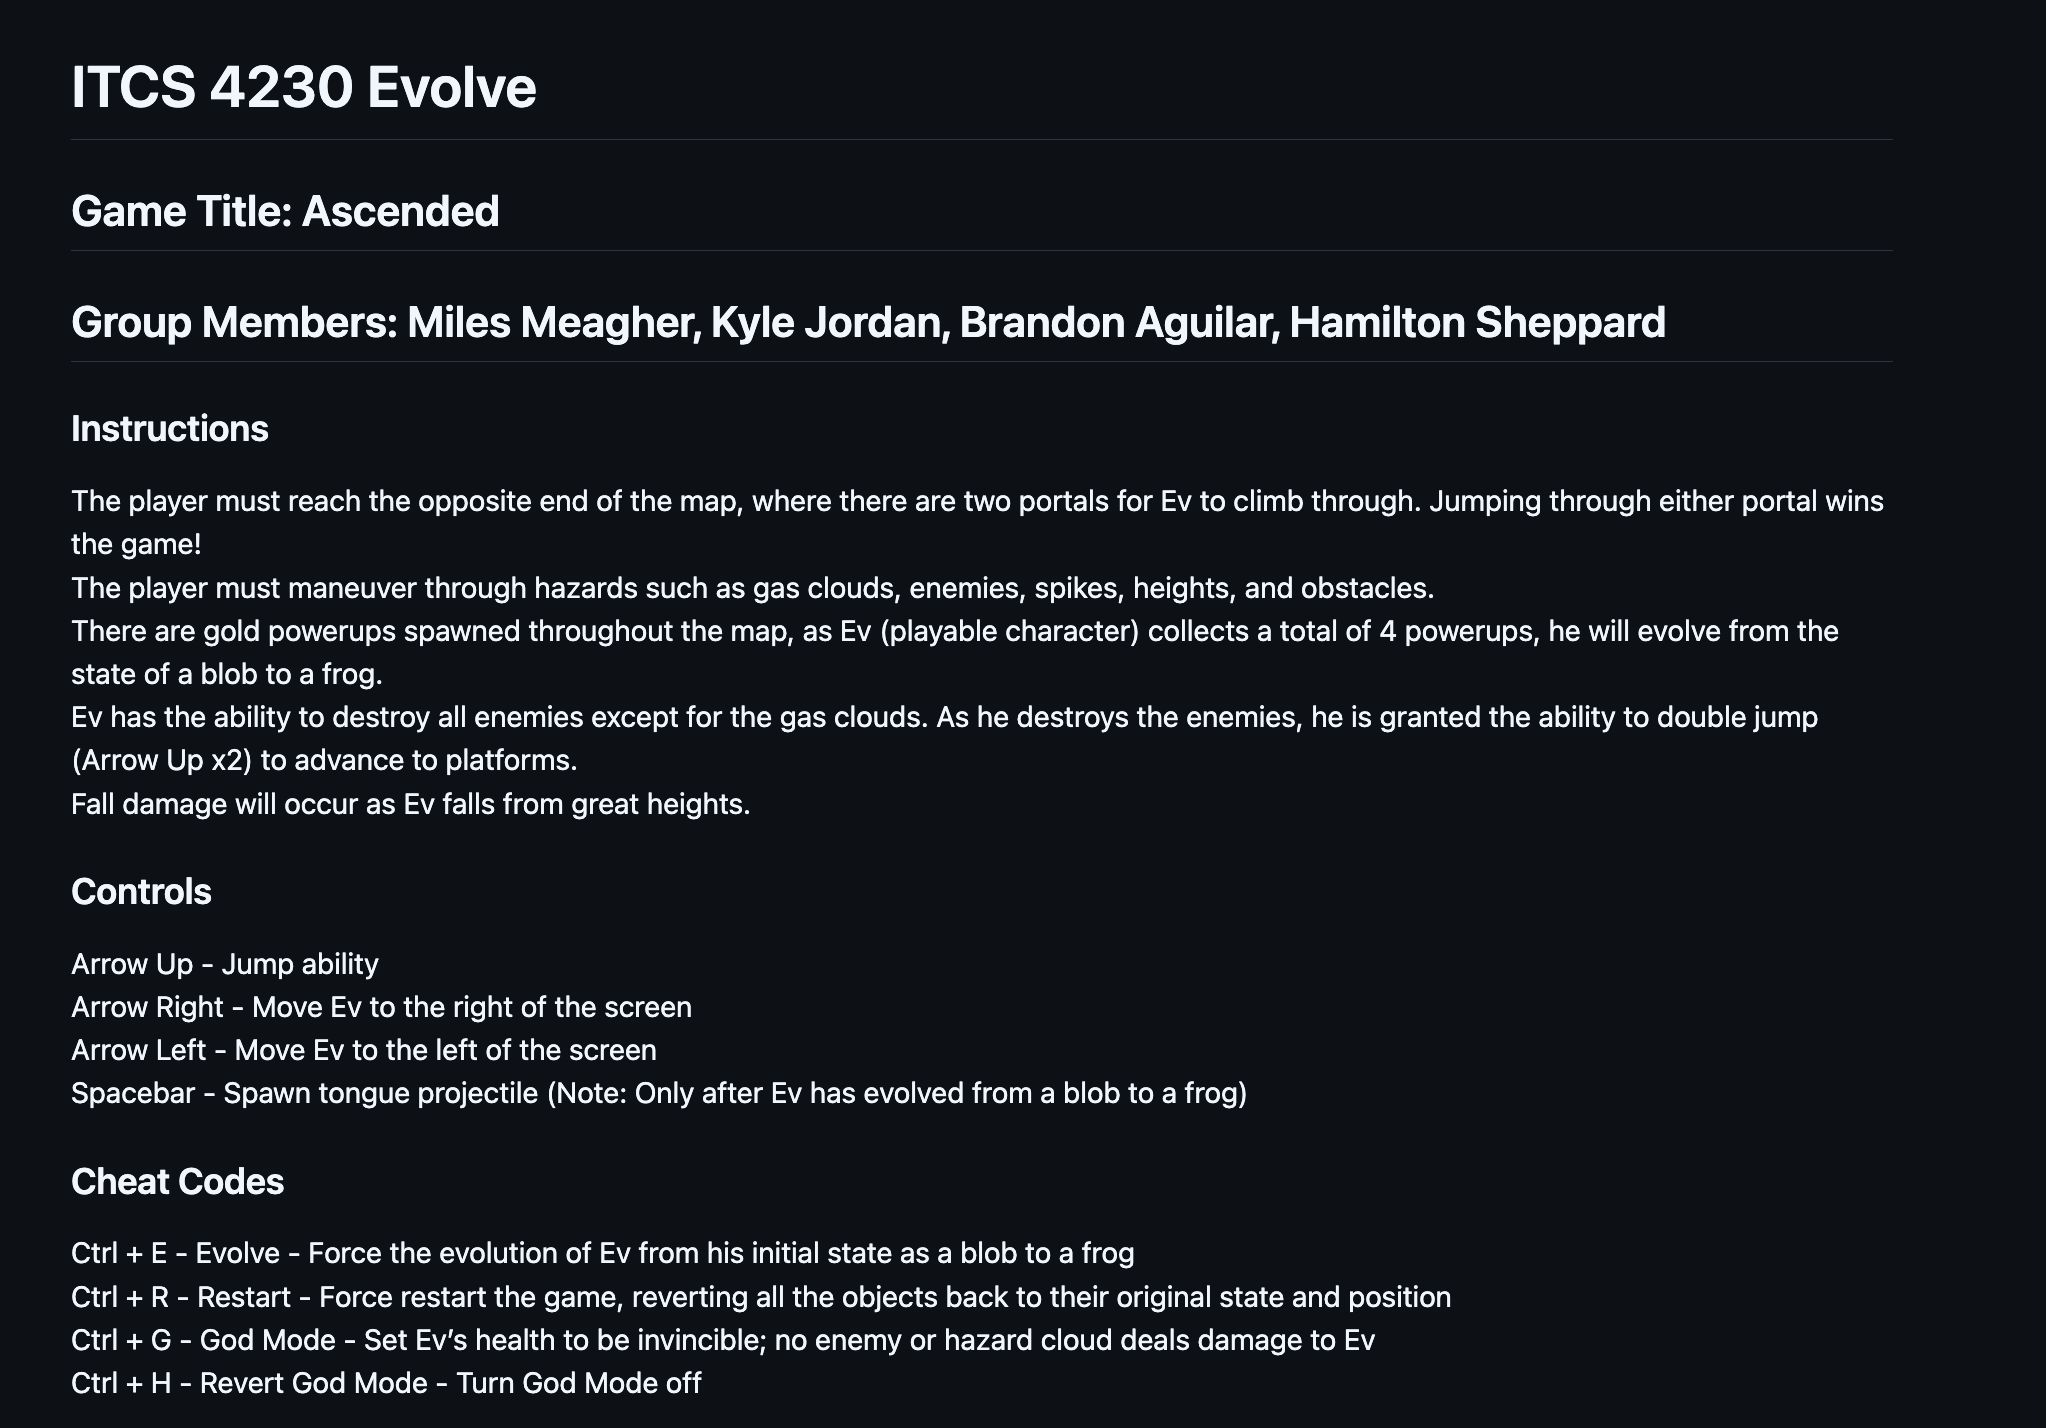 ITCS 4230 Evolve
Game Title: Ascended
Group Members: Miles Meagher, Kyle Jordan, Brandon Aguilar, Hamilton Sheppard
Instructions
The player must reach the opposite end of the map, where there are two portals for Ev to climb through. Jumping through either portal wins
the game!
The player must maneuver through hazards such as gas clouds, enemies, spikes, heights, and obstacles.
There are gold powerups spawned throughout the map, as Ev (playable character) collects a total of 4 powerups, he will evolve from the
state of a blob to a frog.
Ev has the ability to destroy all enemies except for the gas clouds. As he destroys the enemies, he is granted the ability to double jump
(Arrow Up x2) to advance to platforms.
Fall damage will occur as Ev falls from great heights.
Controls
Arrow Up - Jump ability
Arrow Right - Move Ev to the right of the screen
Arrow Left - Move Ev to the left of the screen
Spacebar - Spawn tongue projectile (Note: Only after Ev has evolved from a blob to a frog)
Cheat Codes
Ctrl + E - Evolve - Force the evolution of Ev from his initial state as a blob to a frog
Ctrl + R - Restart - Force restart the game, reverting all the objects back to their original state and position
Ctrl + G - God Mode - Set Ev’s health to be invincible; no enemy or hazard cloud deals damage to Ev
Ctrl + H - Revert God Mode - Turn God Mode off